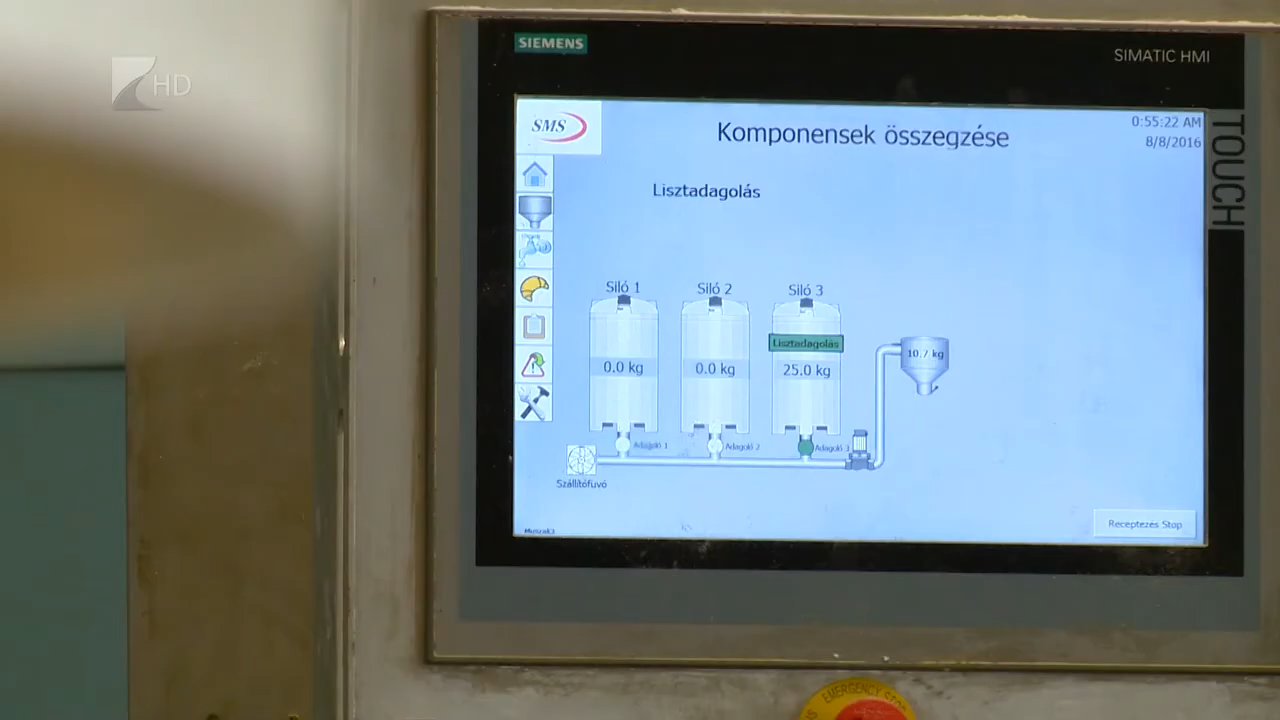 HD
SIEMENS
SIMATIC HMI
TOUCH
SMS
Komponensek összegzése
0:55:22 AM
8/8/2016
Lisztadagolás
Siló 1
Siló 2
Siló 3
Lisztadagolás
0.0 kg
0.0 kg
25.0 kg
10.7 kg
Adagoló 1
Adagoló 2
Adagoló 3
Szállítófúvó
Receptezés Stop
EMERGENCY STOP